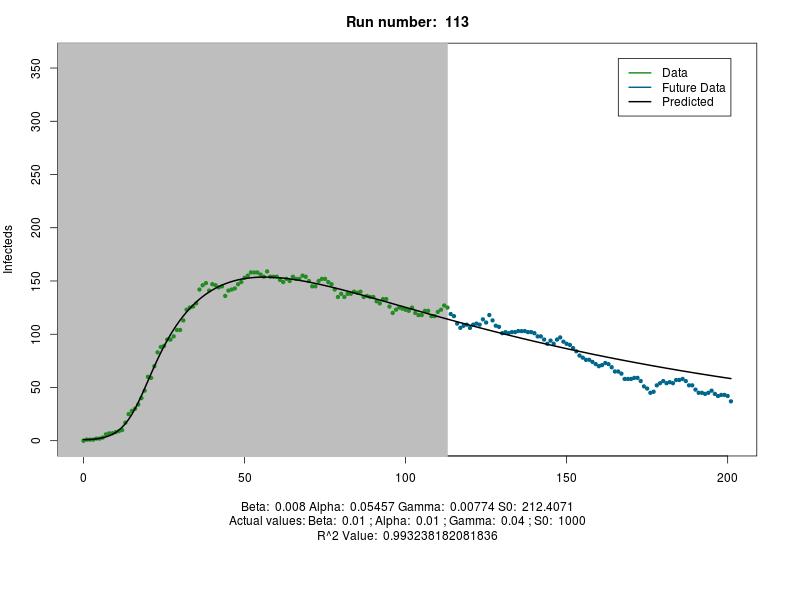 Run number: 113
Infecteds
350
300
250
200
150
100
50
0
Data
Future Data
Predicted
0 50 100 150 200
Beta: 0.008 Alpha: 0.05457 Gamma: 0.00774 S0: 212.4071
Actual values: Beta: 0.01 ; Alpha: 0.01 ; Gamma: 0.04 ; S0: 1000
R^2 Value: 0.993238182081836